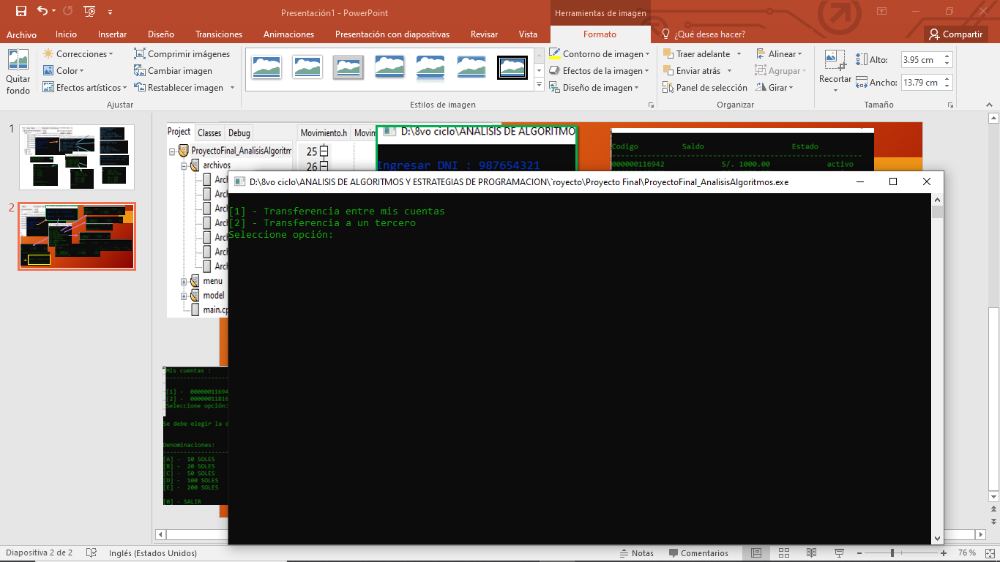 Presentación1 - PowerPoint
Herramientas de imagen
Archivo Inicio Insertar Diseño Transiciones Animaciones Presentación con diapositivas Revisar Vista Formato ¿Qué desea hacer? Compartir
Quitar fondo
Correcciones
Color
Efectos artísticos
Comprimir imágenes
Cambiar imagen
Restablecer imagen
Ajustar
Estilos de imagen
Contorno de imagen
Efectos de la imagen
Diseño de imagen
Traer adelante
Enviar atrás
Panel de selección
Alinear
Agrupar
Girar
Organizar
Recortar
Alto: 3.95 cm
Ancho: 13.79 cm
Tamaño
1
2
Project Classes Debug
ProyectoFinal_AnalisisAlgoritm
archivos
Arc
Arc
Arc
Arc
Arc
Arch
Arch
menu
model
main.cp
Movimiento.h Movim
25
26
D:\8vo ciclo\ANALISIS DE ALGORITMO
Ingresar DNI : 987654321
Codigo Saldo Estado
000000116942 S/. 1000.00 activo
D:\8vo ciclo\ANALISIS DE ALGORITMOS Y ESTRATEGIAS DE PROGRAMACION\`royecto\Proyecto Final\ProyectoFinal_AnalisisAlgoritmos.exe
[1] - Transferencia entre mis cuentas
[2] - Transferencia a un tercero
Seleccione opción:
Mis cuentas :
[1] - 00000011694
[2] - 00000011816
Seleccione opción:
Se debe elegir la d
Denominaciones:
[A] - 10 SOLES
[B] - 20 SOLES
[C] - 50 SOLES
[D] - 100 SOLES
[E] - 200 SOLES
[0] - SALIR
Diapositiva 2 de 2
Inglés (Estados Unidos)
Notas
Comentarios
76 %